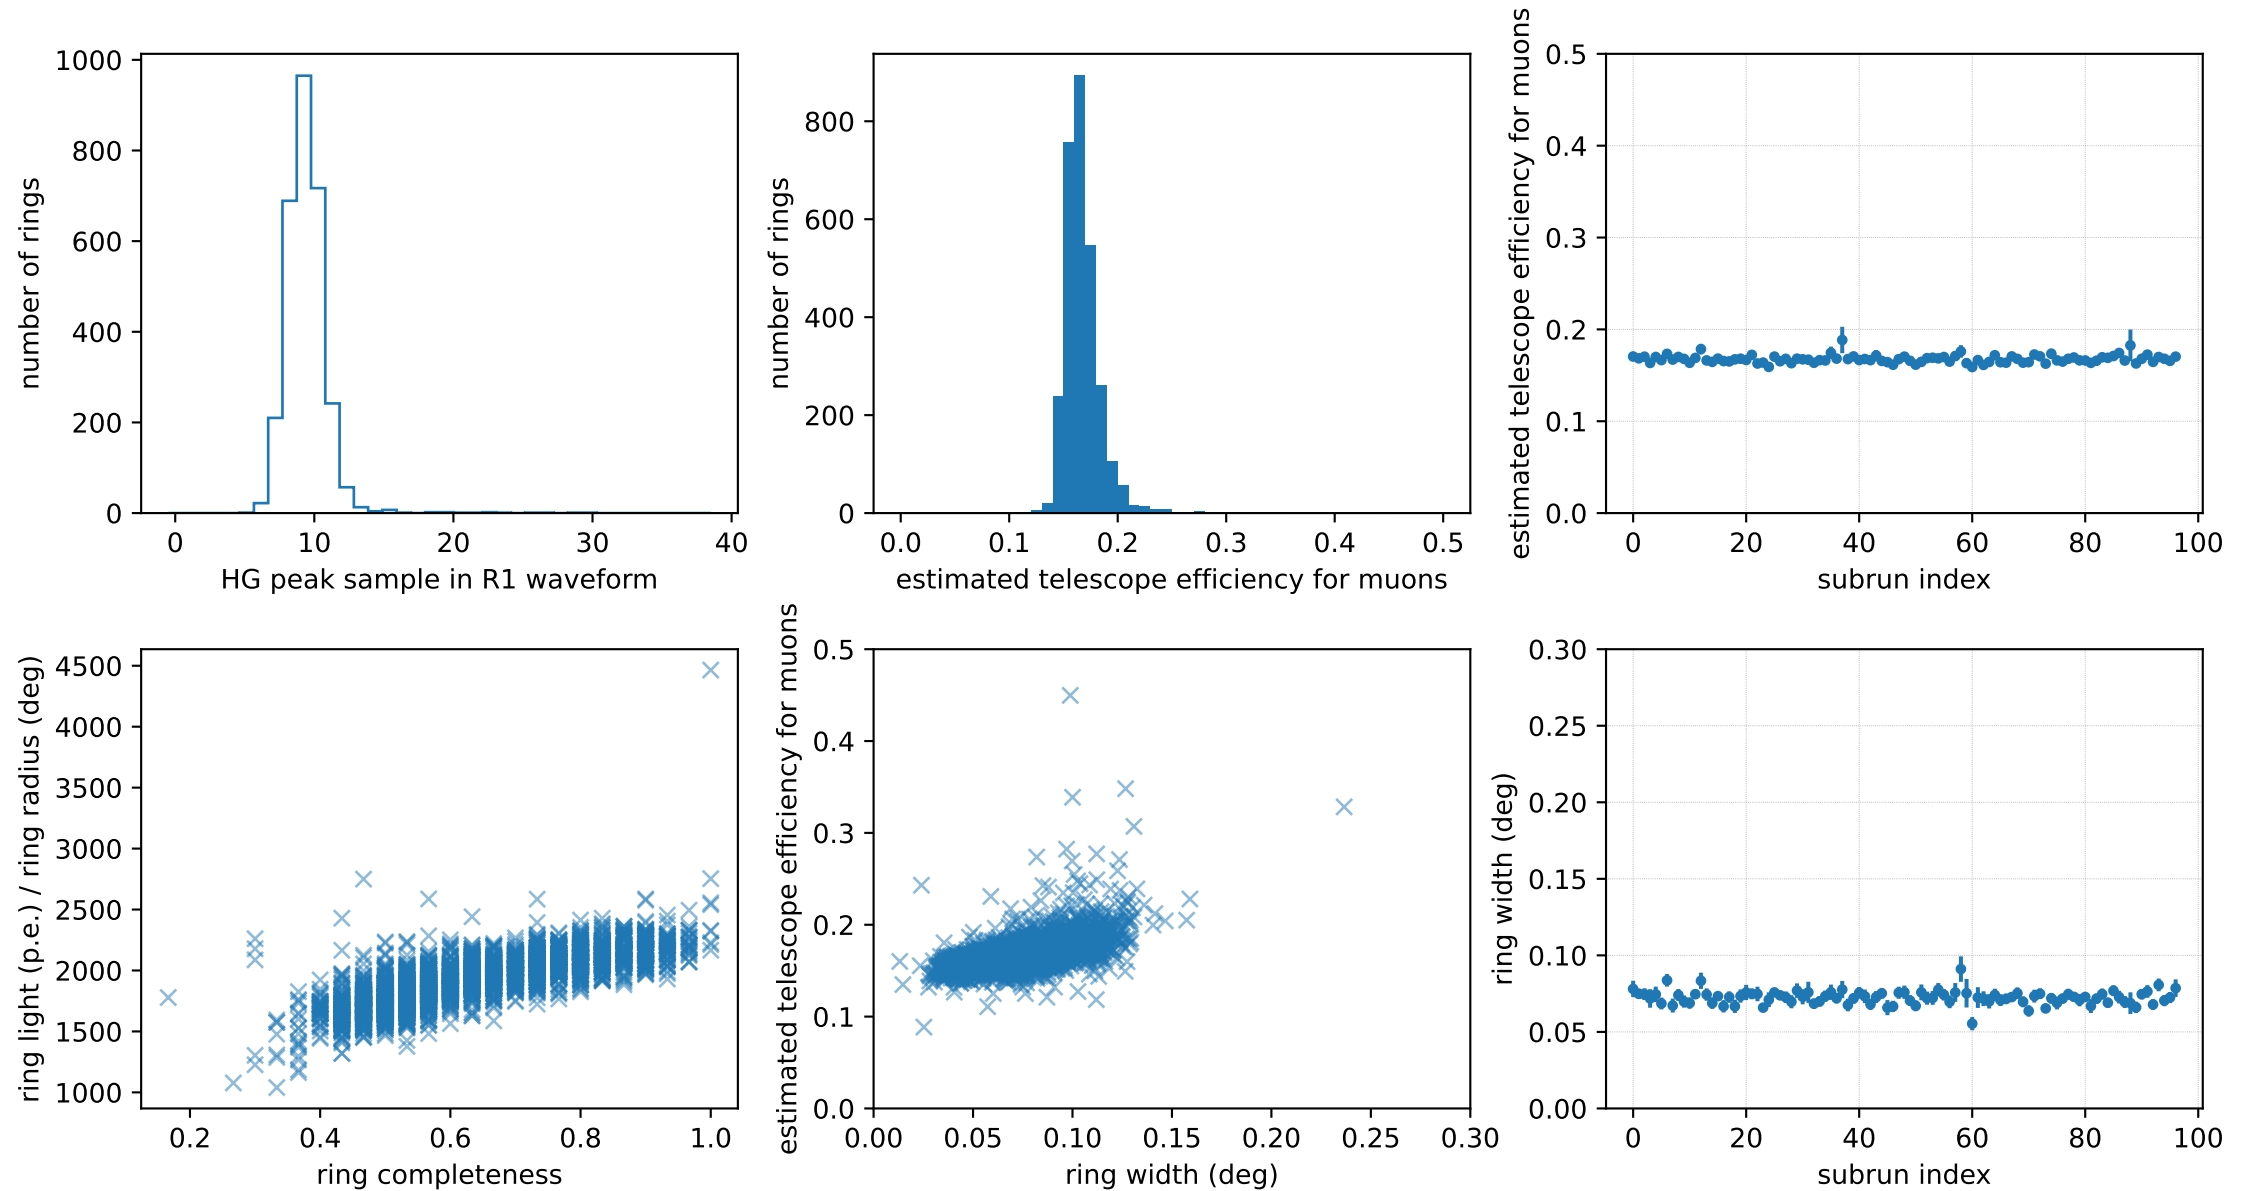 1000
800
600
400
200
0
number of rings
0 10 20 30 40
HG peak sample in R1 waveform
800
600
400
200
0
number of rings
0.0 0.1 0.2 0.3 0.4 0.5
estimated telescope efficiency for muons
0.5
0.4
0.3
0.2
0.1
0.0
estimated telescope efficiency for muons
0 20 40 60 80 100
subrun index
4500
4000
3500
3000
2500
2000
1500
1000
ring light (p.e.) / ring radius (deg)
0.2 0.4 0.6 0.8 1.0
ring completeness
0.5
0.4
0.3
0.2
0.1
0.0
estimated telescope efficiency for muons
0.00 0.05 0.10 0.15 0.20 0.25 0.30
ring width (deg)
0.30
0.25
0.20
0.15
0.10
0.05
0.00
ring width (deg)
0 20 40 60 80 100
subrun index